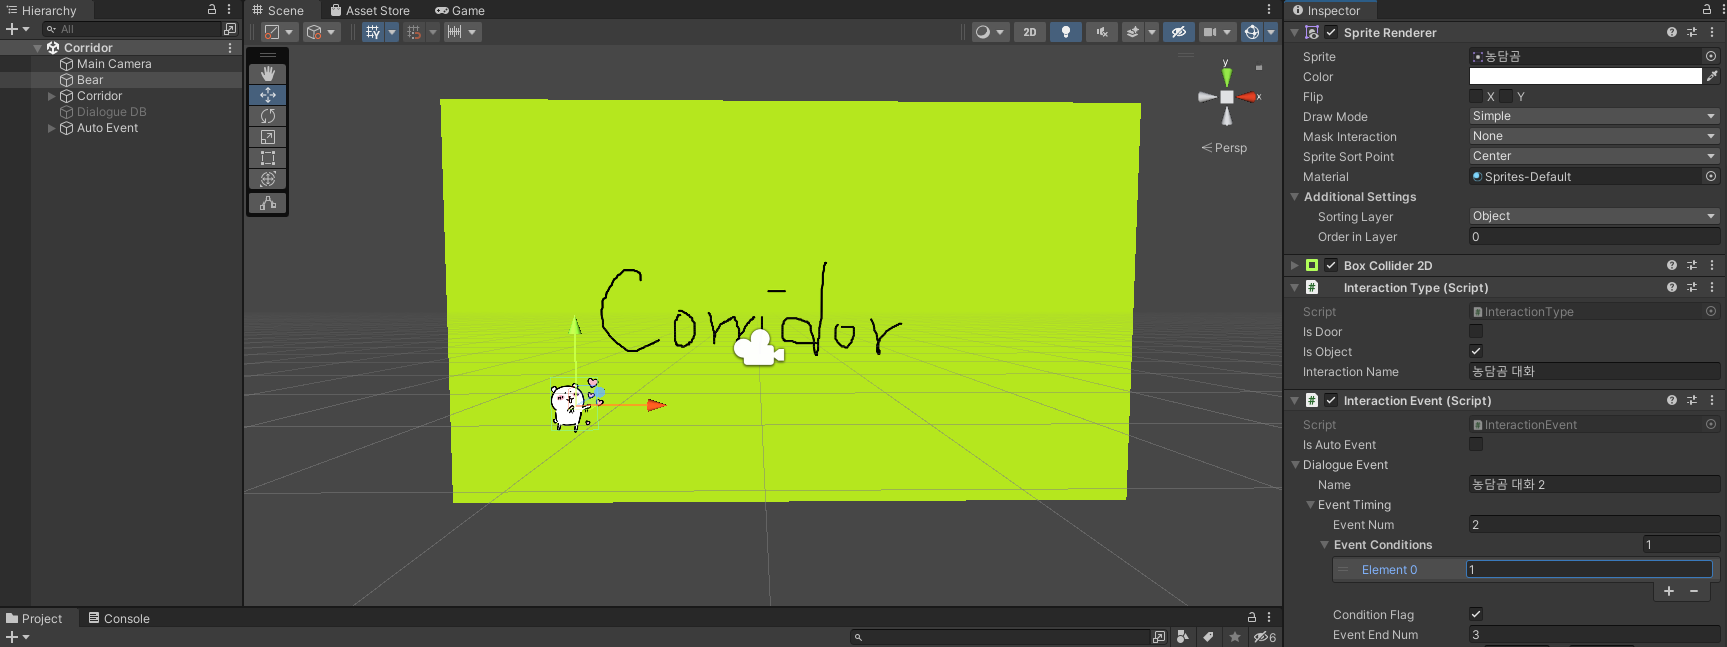 Hierarchy
All
Corridor
Main Camera
Bear
Corridor
Dialogue DB
Auto Event
Scene
Asset Store
Game
2D
y
x
Persp
Corridor
Project
Console
6
Inspector
Sprite Renderer
Sprite 농담곰
Color
Flip X Y
Draw Mode Simple
Mask Interaction None
Sprite Sort Point Center
Material Sprites-Default
Additional Settings
Sorting Layer Object
Order in Layer 0
Box Collider 2D
Interaction Type (Script)
Script InteractionType
Is Door
Is Object
Interaction Name 농담곰 대화
Interaction Event (Script)
Script InteractionEvent
Is Auto Event
Dialogue Event
Name 농담곰 대화 2
Event Timing
Event Num 2
Event Conditions 1
Element 0 1
Condition Flag
Event End Num 3